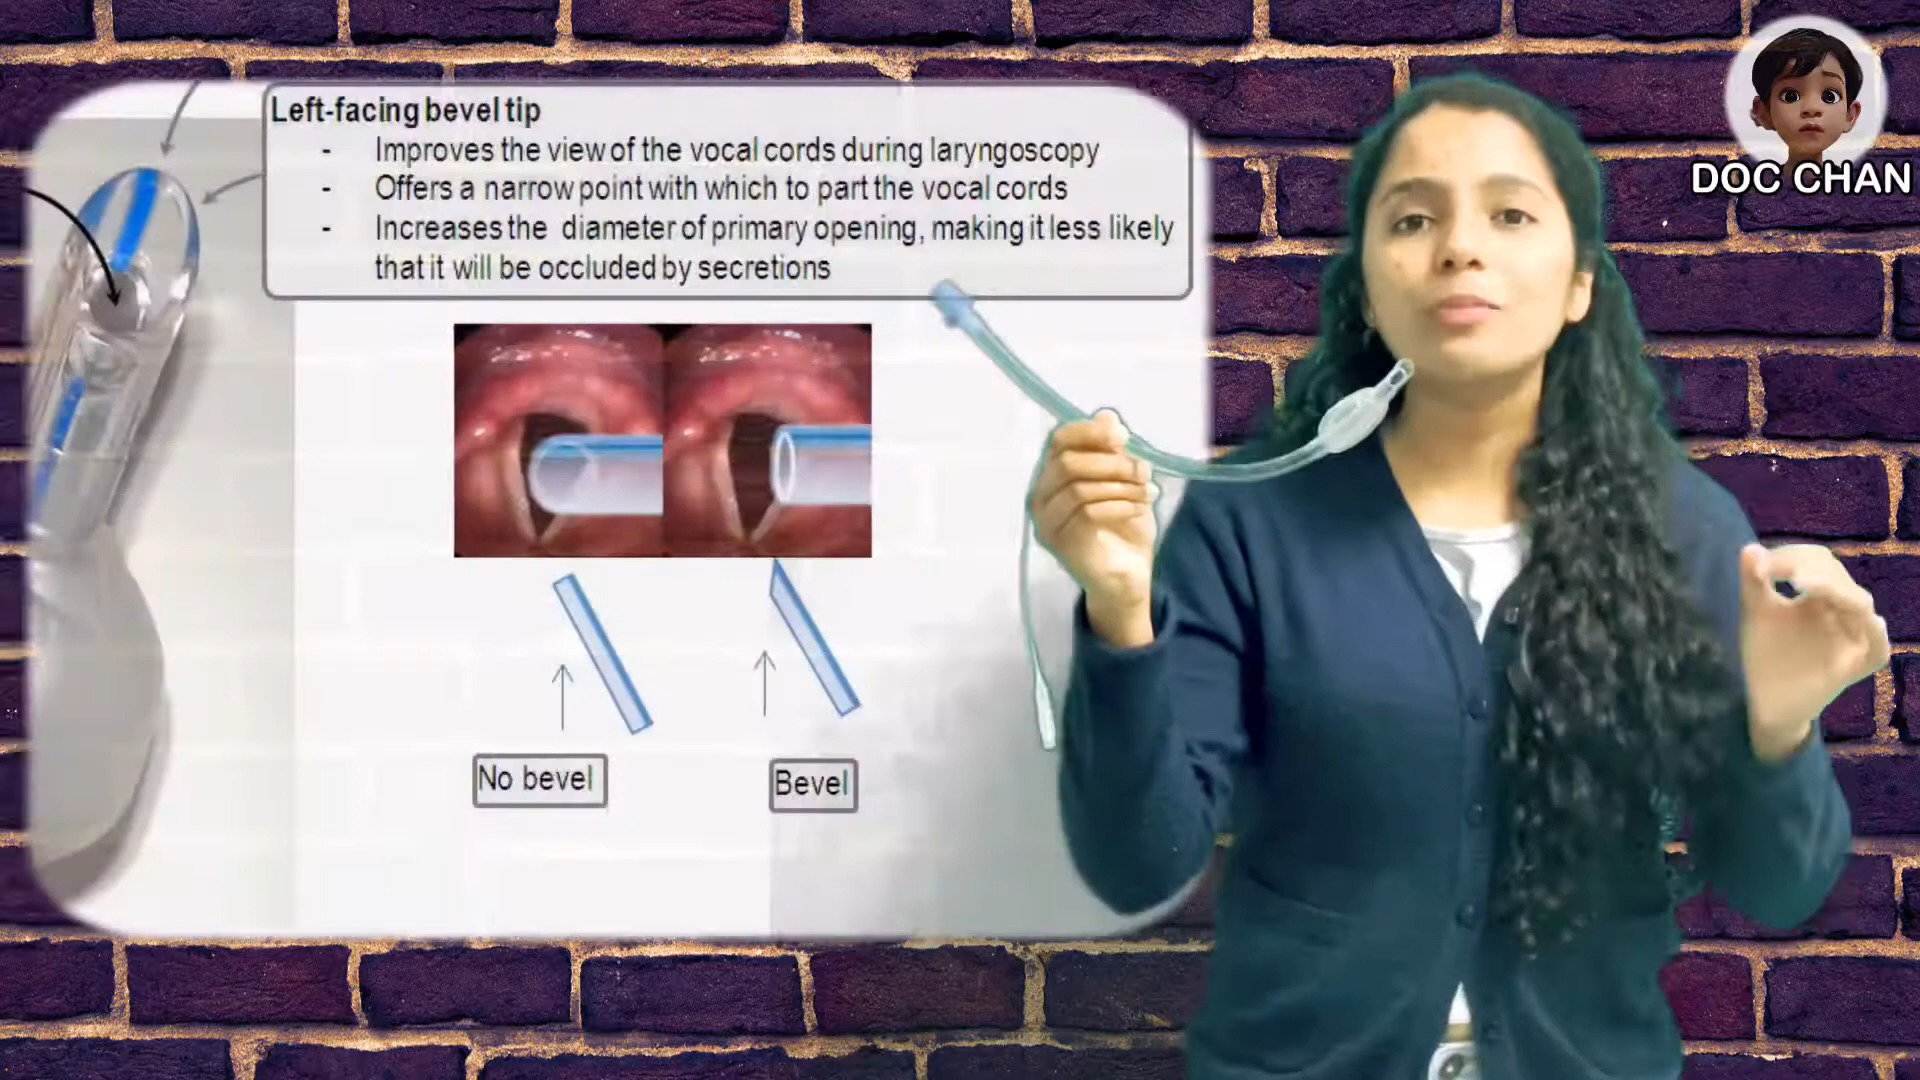 Left-facing bevel tip
- Improves the view of the vocal cords during laryngoscopy
- Offers a narrow point with which to part the vocal cords
- Increases the diameter of primary opening, making it less likely
that it will be occluded by secretions
No bevel
Bevel
DOC CHAN